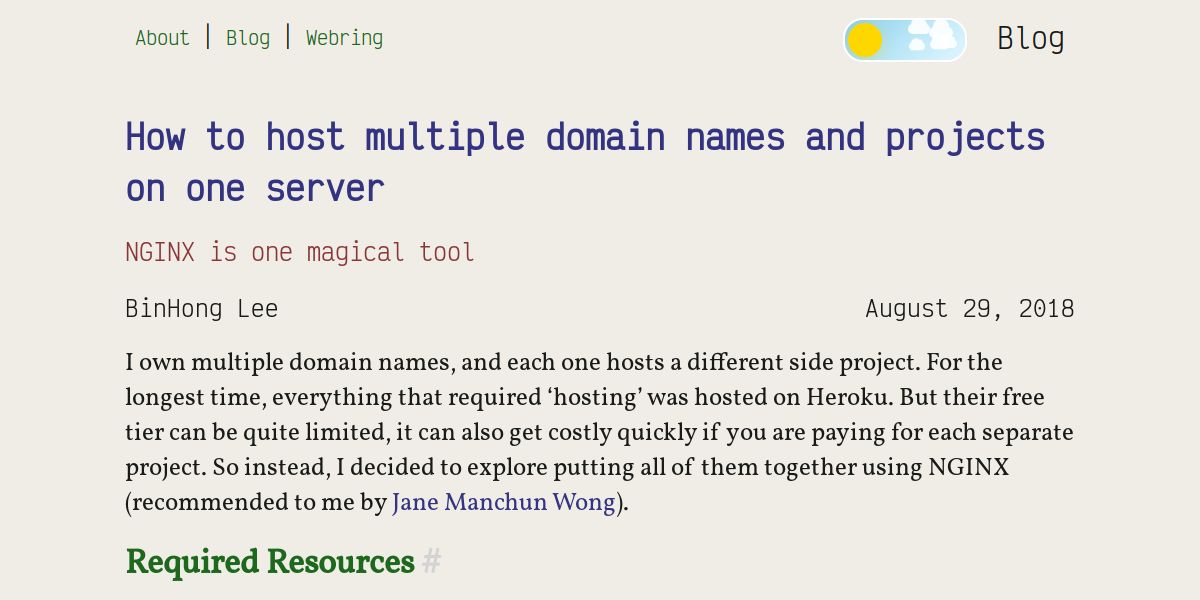 About | Blog | Webring
Blog
How to host multiple domain names and projects
on one server
NGINX is one magical tool
BinHong Lee
August 29, 2018
I own multiple domain names, and each one hosts a different side project. For the
longest time, everything that required ‘hosting’ was hosted on Heroku. But their free
tier can be quite limited, it can also get costly quickly if you are paying for each separate
project. So instead, I decided to explore putting all of them together using NGINX
(recommended to me by Jane Manchun Wong).
Required Resources #